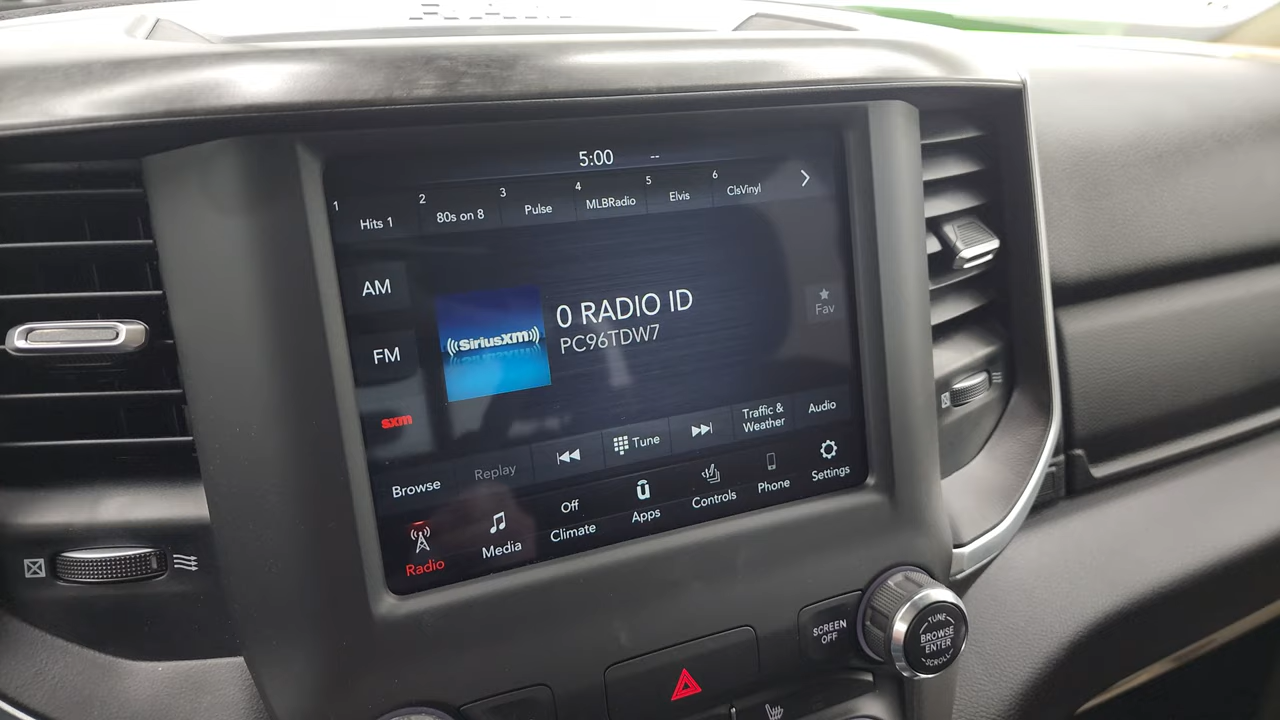 5:00 --
1 Hits 1
2 80s on 8
3 Pulse
4 MLBRadio
5 Elvis
6 ClsVinyl
AM
FM
sxm
((SiriusXM))
0 RADIO ID
PC96TDW7
Fav
Browse
Replay
Tune
Traffic &
Weather
Audio
Radio
Media
Off
Climate
Apps
Controls
Phone
Settings
SCREEN
OFF
TUNE
BROWSE
ENTER
SCROLL